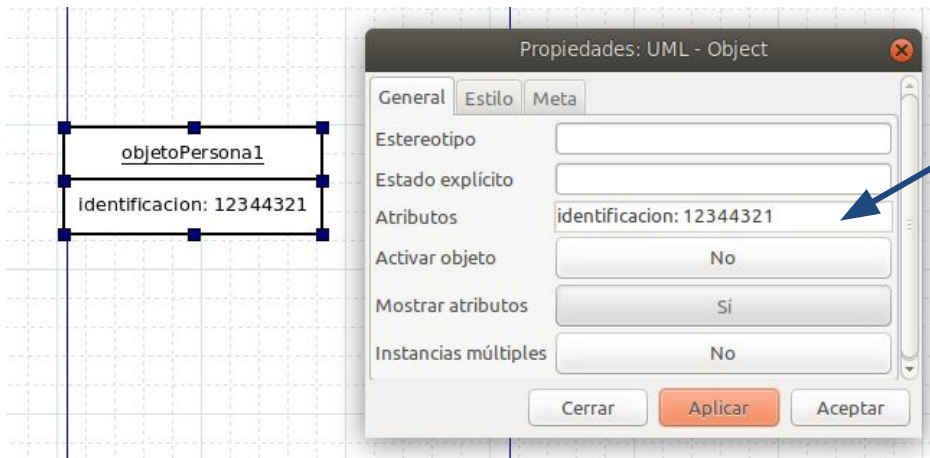 objetoPersona1
identificacion: 12344321
Propiedades: UML - Object
General Estilo Meta
Estereotipo
Estado explícito
Atributos identificacion: 12344321
Activar objeto No
Mostrar atributos Sí
Instancias múltiples No
Cerrar Aplicar Aceptar